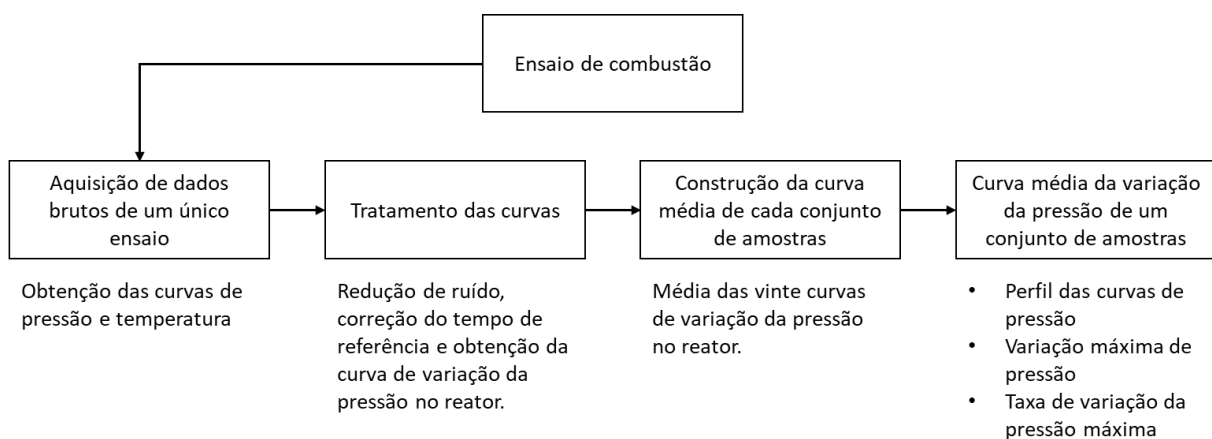 Ensaio de combustão
Aquisição de dados
brutos de um único
ensaio
Tratamento das curvas
Construção da curva
média de cada conjunto
de amostras
Curva média da variação
da pressão de um
conjunto de amostras
Obtenção das curvas de
pressão e temperatura
Redução de ruído,
correção do tempo de
referência e obtenção da
curva de variação da
pressão no reator.
Média das vinte curvas
de variação da pressão
no reator.
• Perfil das curvas de
pressão
• Variação máxima de
pressão
• Taxa de variação da
pressão máxima